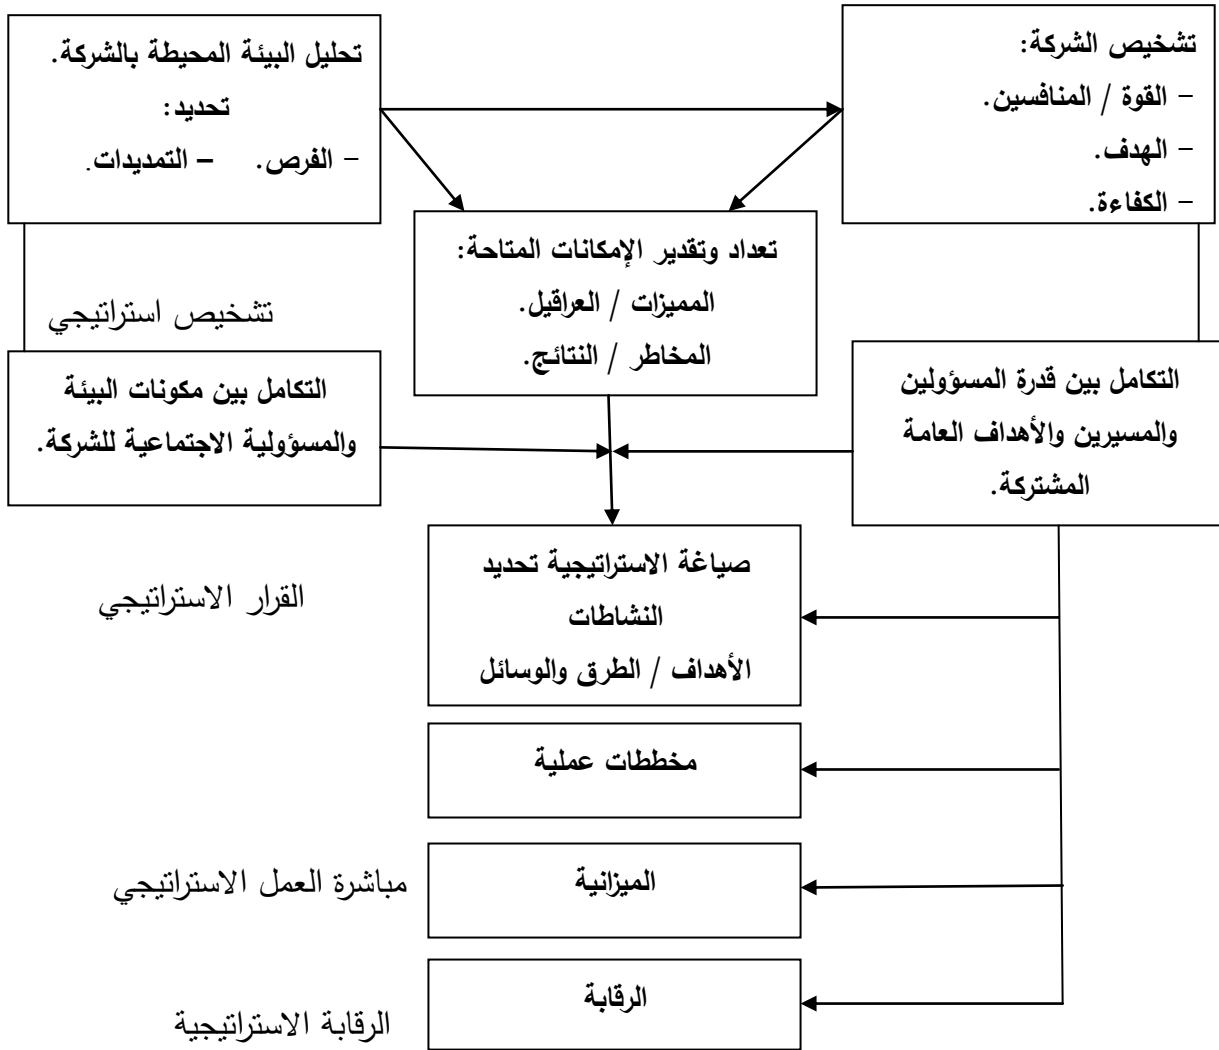 تشخيص الشركة:
– القوة / المنافسين.
– الهدف.
– الكفاءة.
تحليل البيئة المحيطة بالشركة.
تحديد:
– الفرص. – التمديدات.
تعداد وتقدير الإمكانات المتاحة:
المميزات / العراقيل.
المخاطر / النتائج.
تشخيص استراتيجي
التكامل بين قدرة المسؤولين
والمسيرين والأهداف العامة
المشتركة.
التكامل بين مكونات البيئة
والمسؤولية الاجتماعية للشركة.
صياغة الاستراتيجية تحديد
النشاطات
الأهداف / الطرق والوسائل
القرار الاستراتيجي
مخططات عملية
الميزانية
مباشرة العمل الاستراتيجي
الرقابة
الرقابة الاستراتيجية